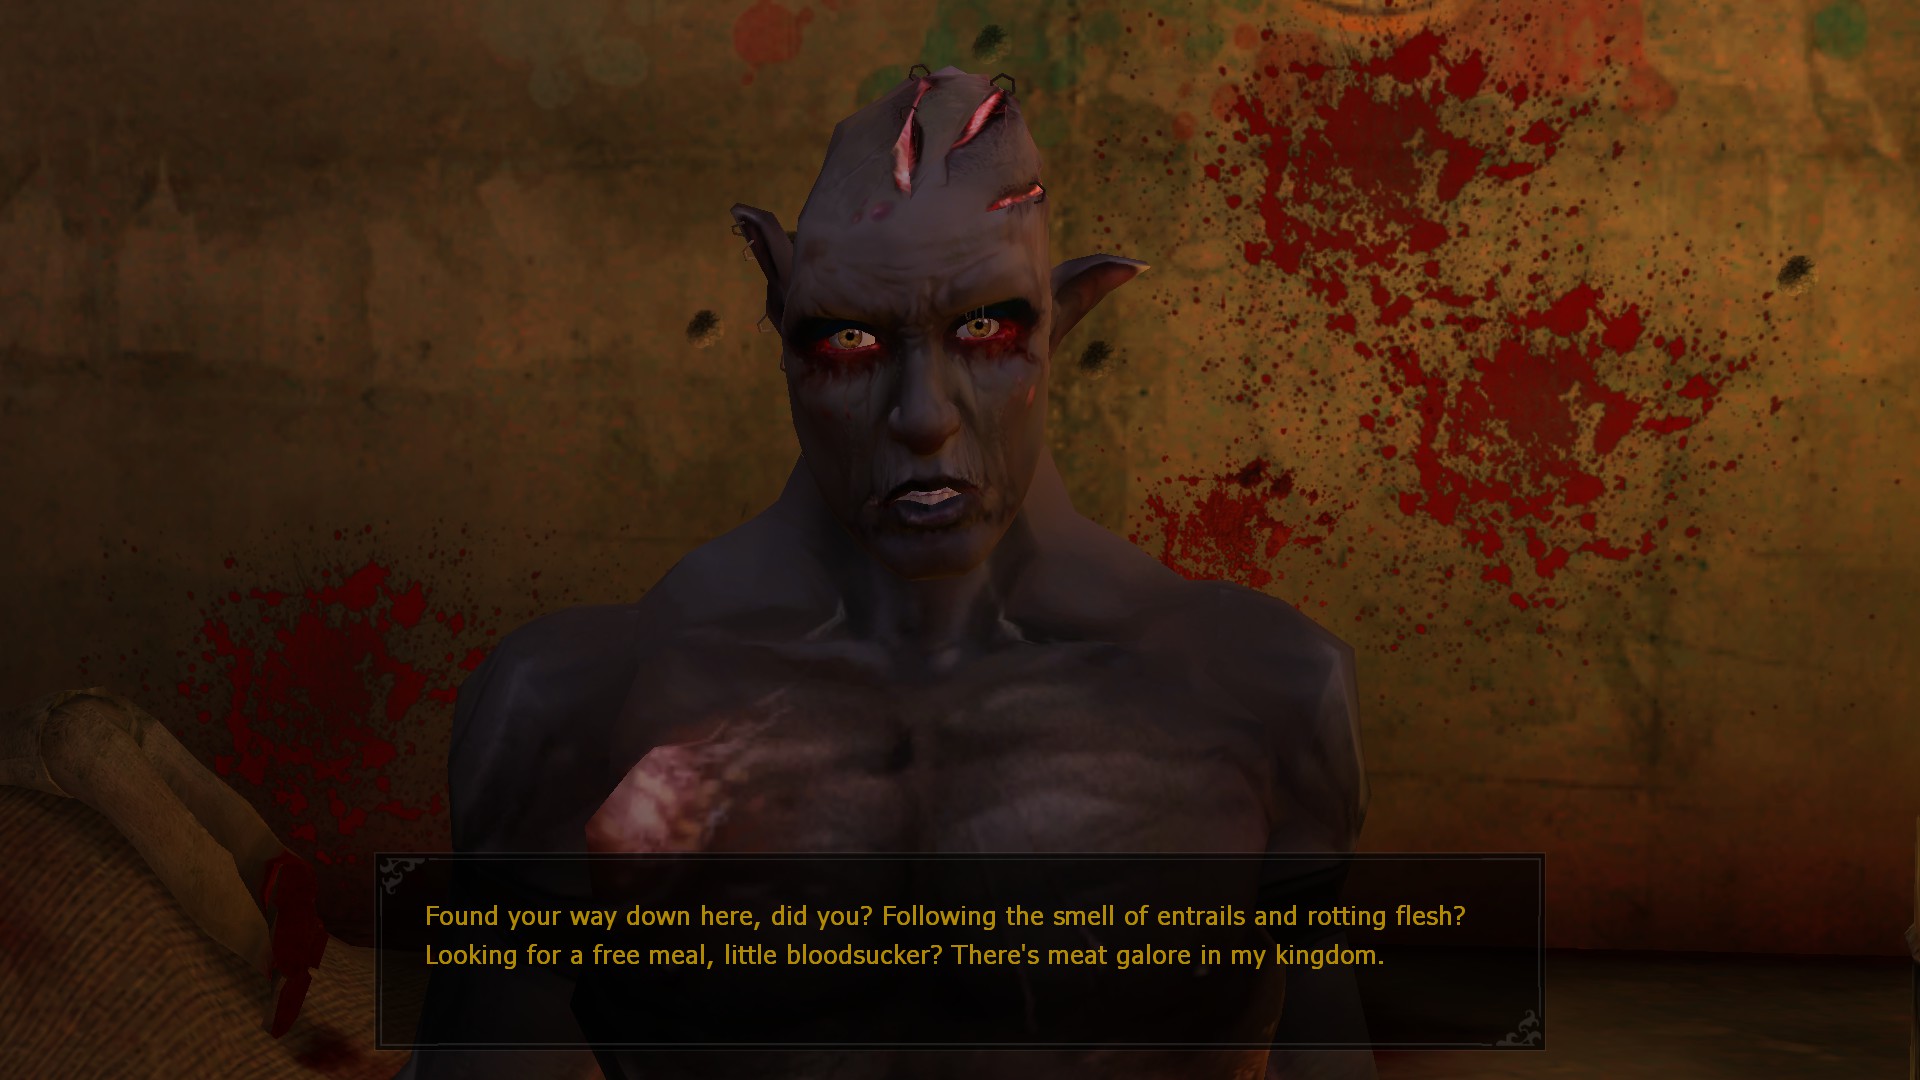 Found your way down here, did you? Following the smell of entrails and rotting flesh?
Looking for a free meal, little bloodsucker? There's meat galore in my kingdom.